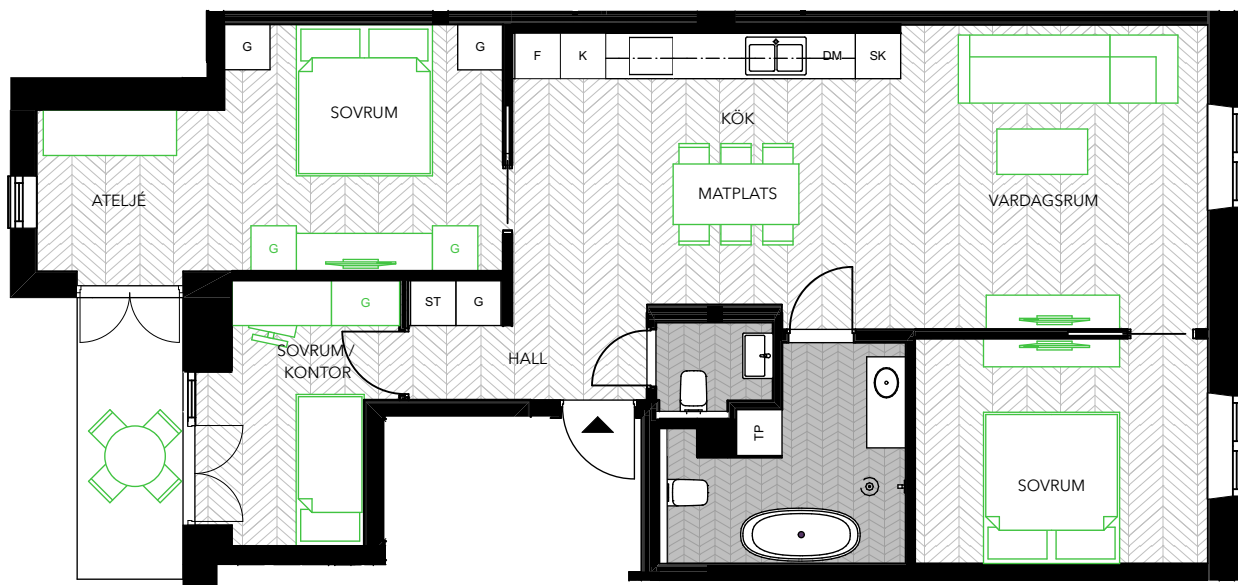 G
G
F
K
DM
SK
SOVRUM
KÖK
ATELJÉ
MATPLATS
VARDAGSRUM
G
G
G
ST
G
SOVRUM/
KONTOR
HALL
TP
SOVRUM